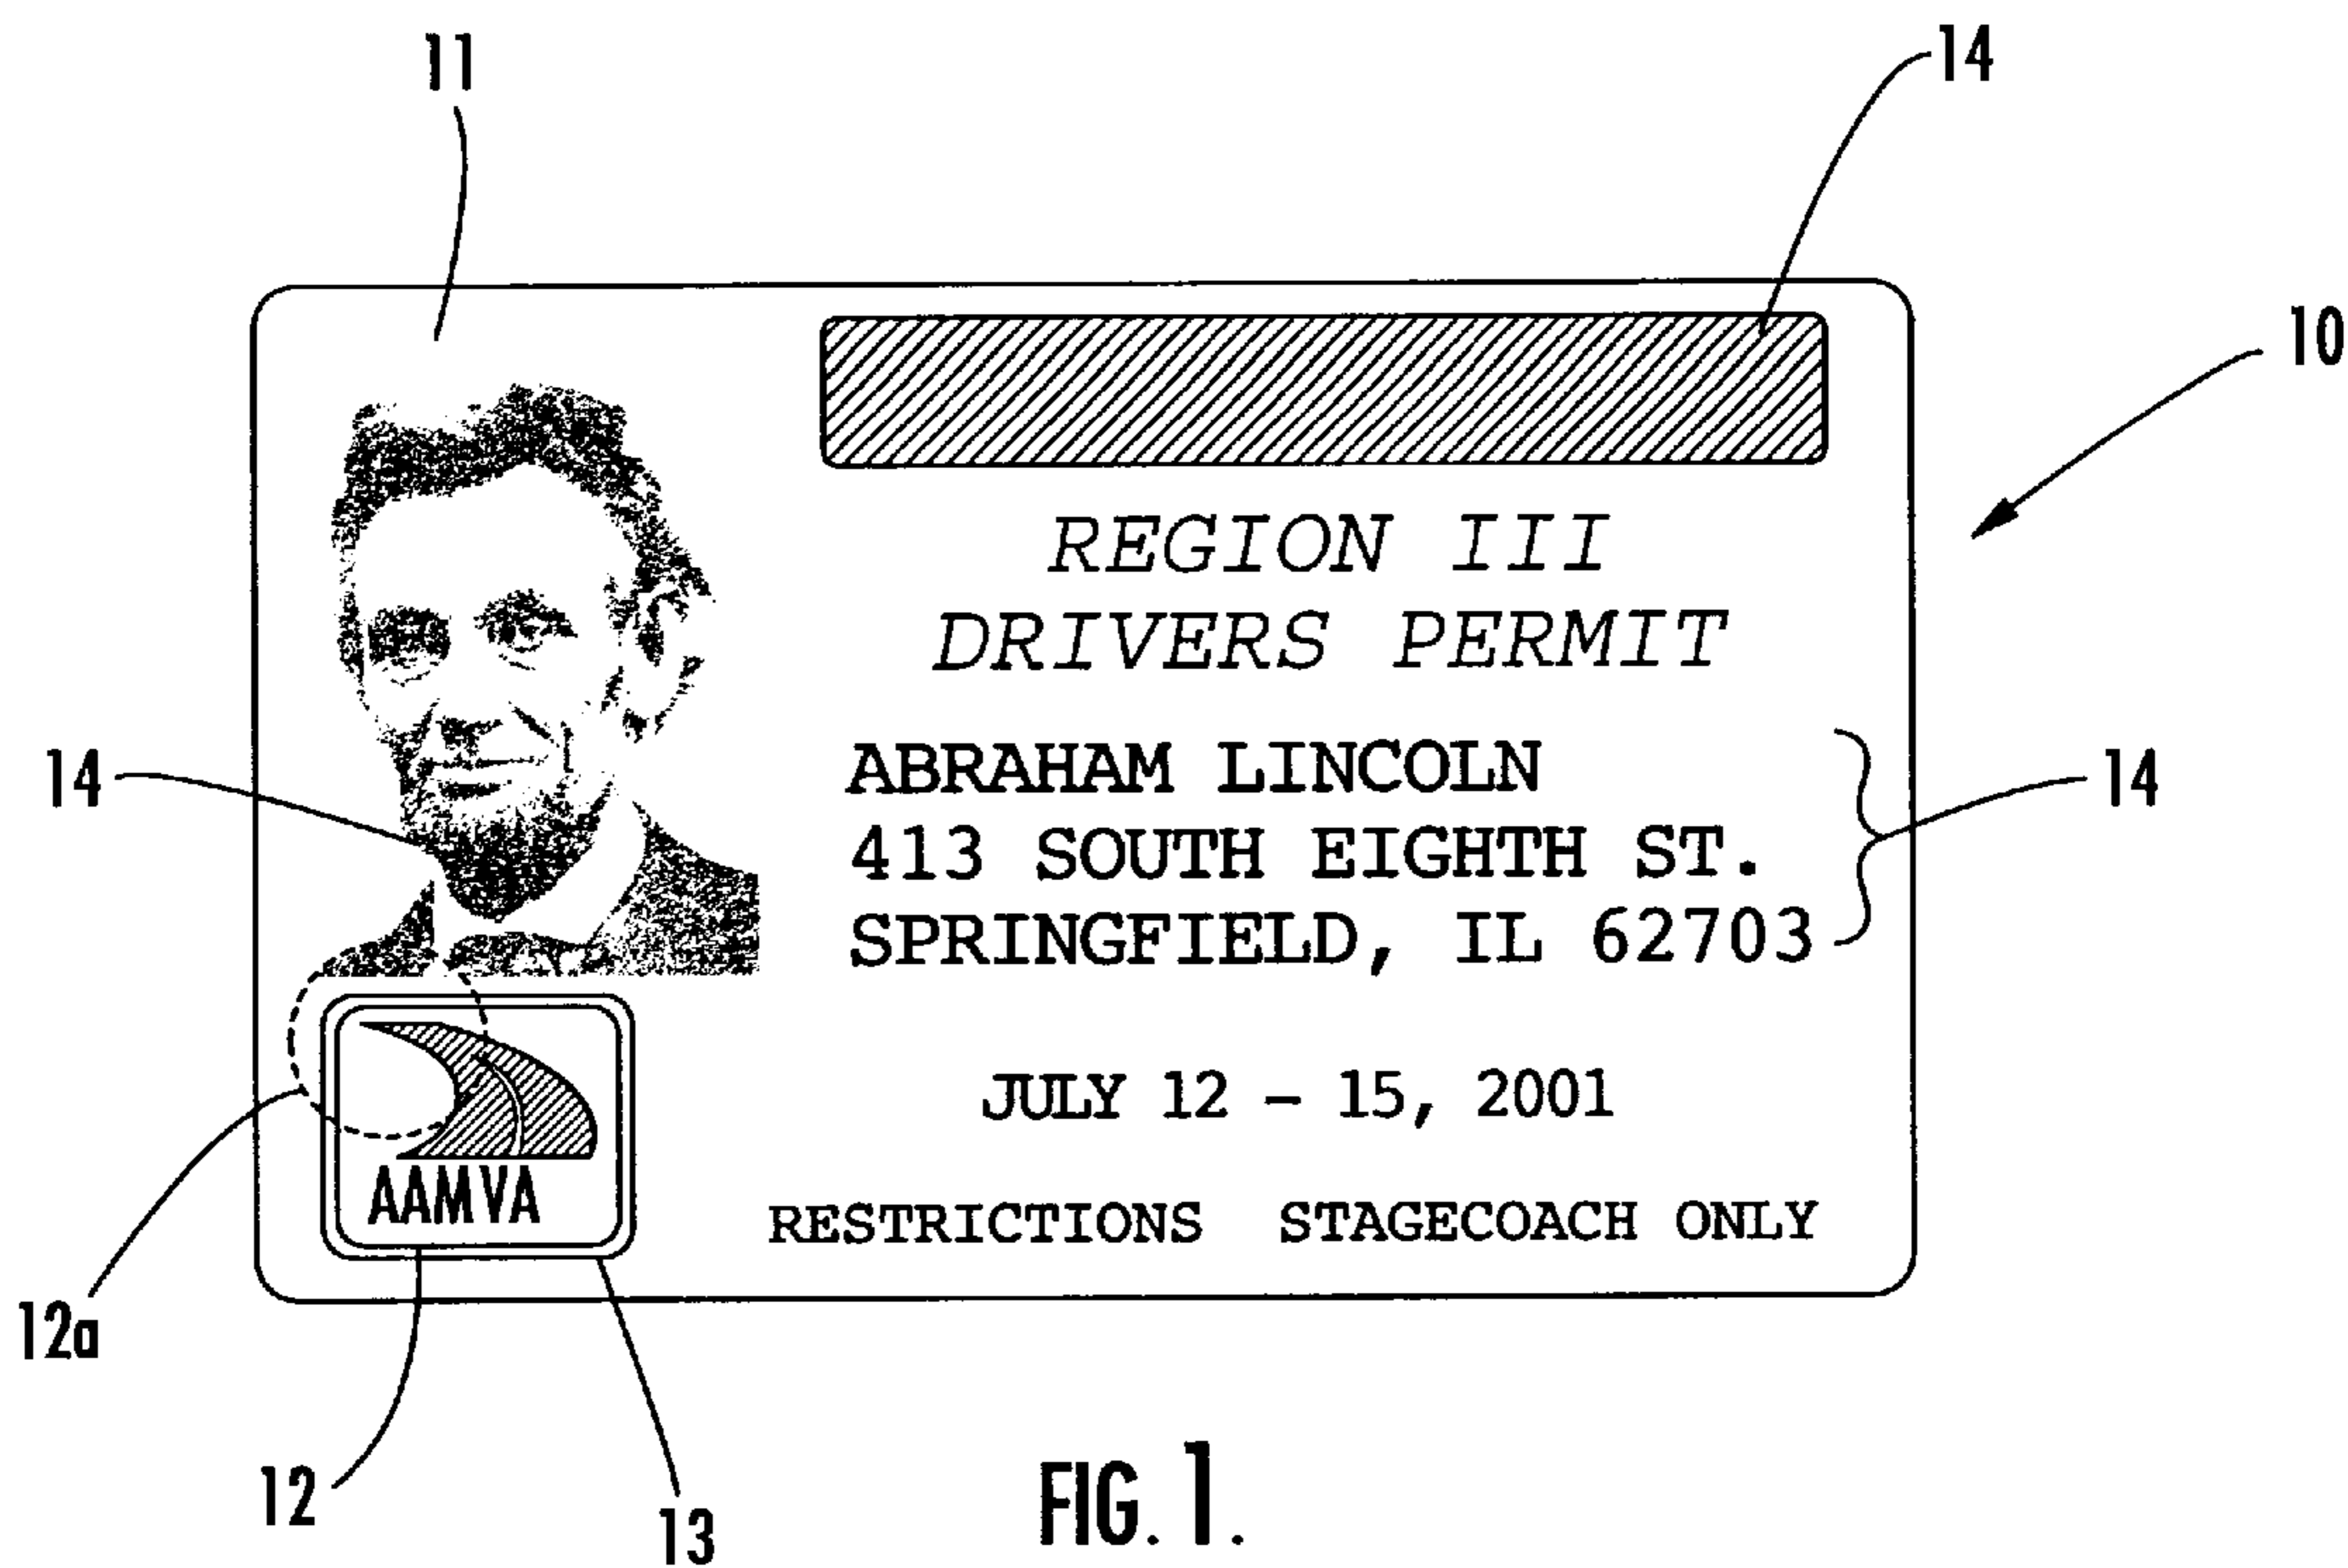 11
14
10
REGION III
DRIVERS PERMIT
ABRAHAM LINCOLN
14
14
413 SOUTH EIGHTH ST.
SPRINGFIELD, IL 62703
JULY 12 – 15, 2001
AAMVA
RESTRICTIONS STAGECOACH ONLY
12a
12
13
FIG. 1.